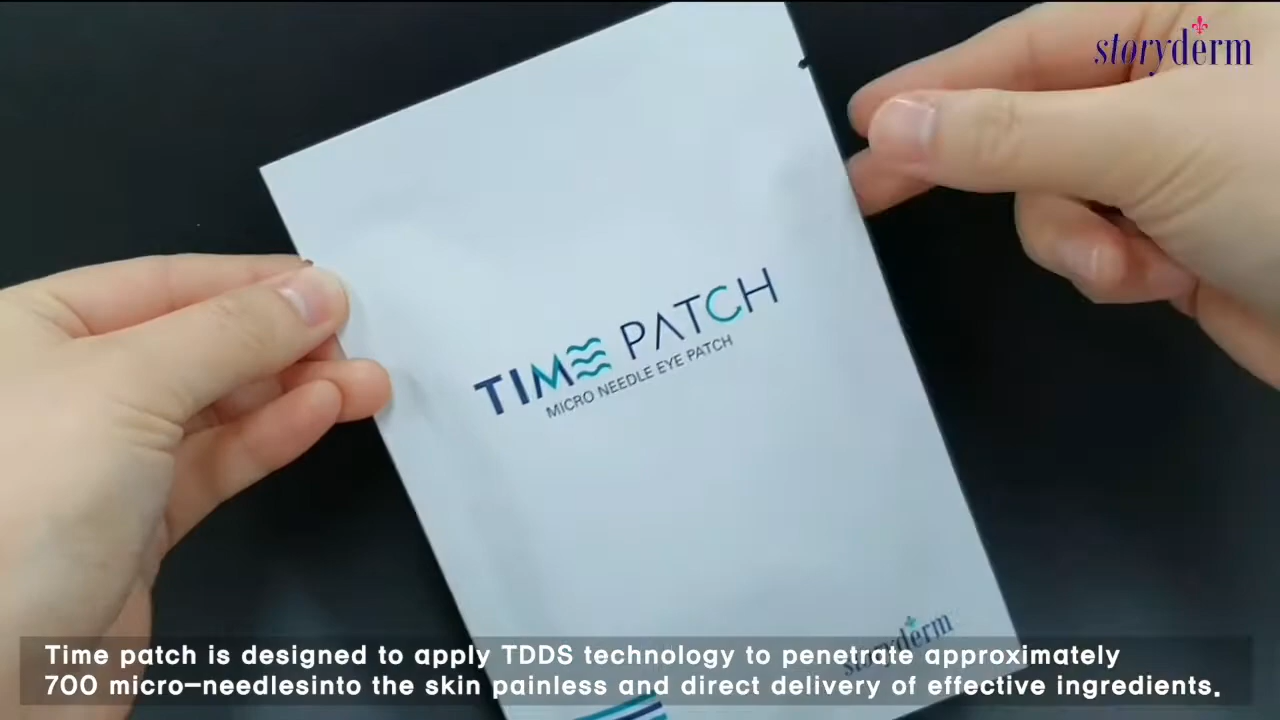 storyderm
TIME PATCH
MICRO NEEDLE EYE PATCH
storyderm
Time patch is designed to apply TDDS technology to penetrate approximately
700 micro-needlesinto the skin painless and direct delivery of effective ingredients.